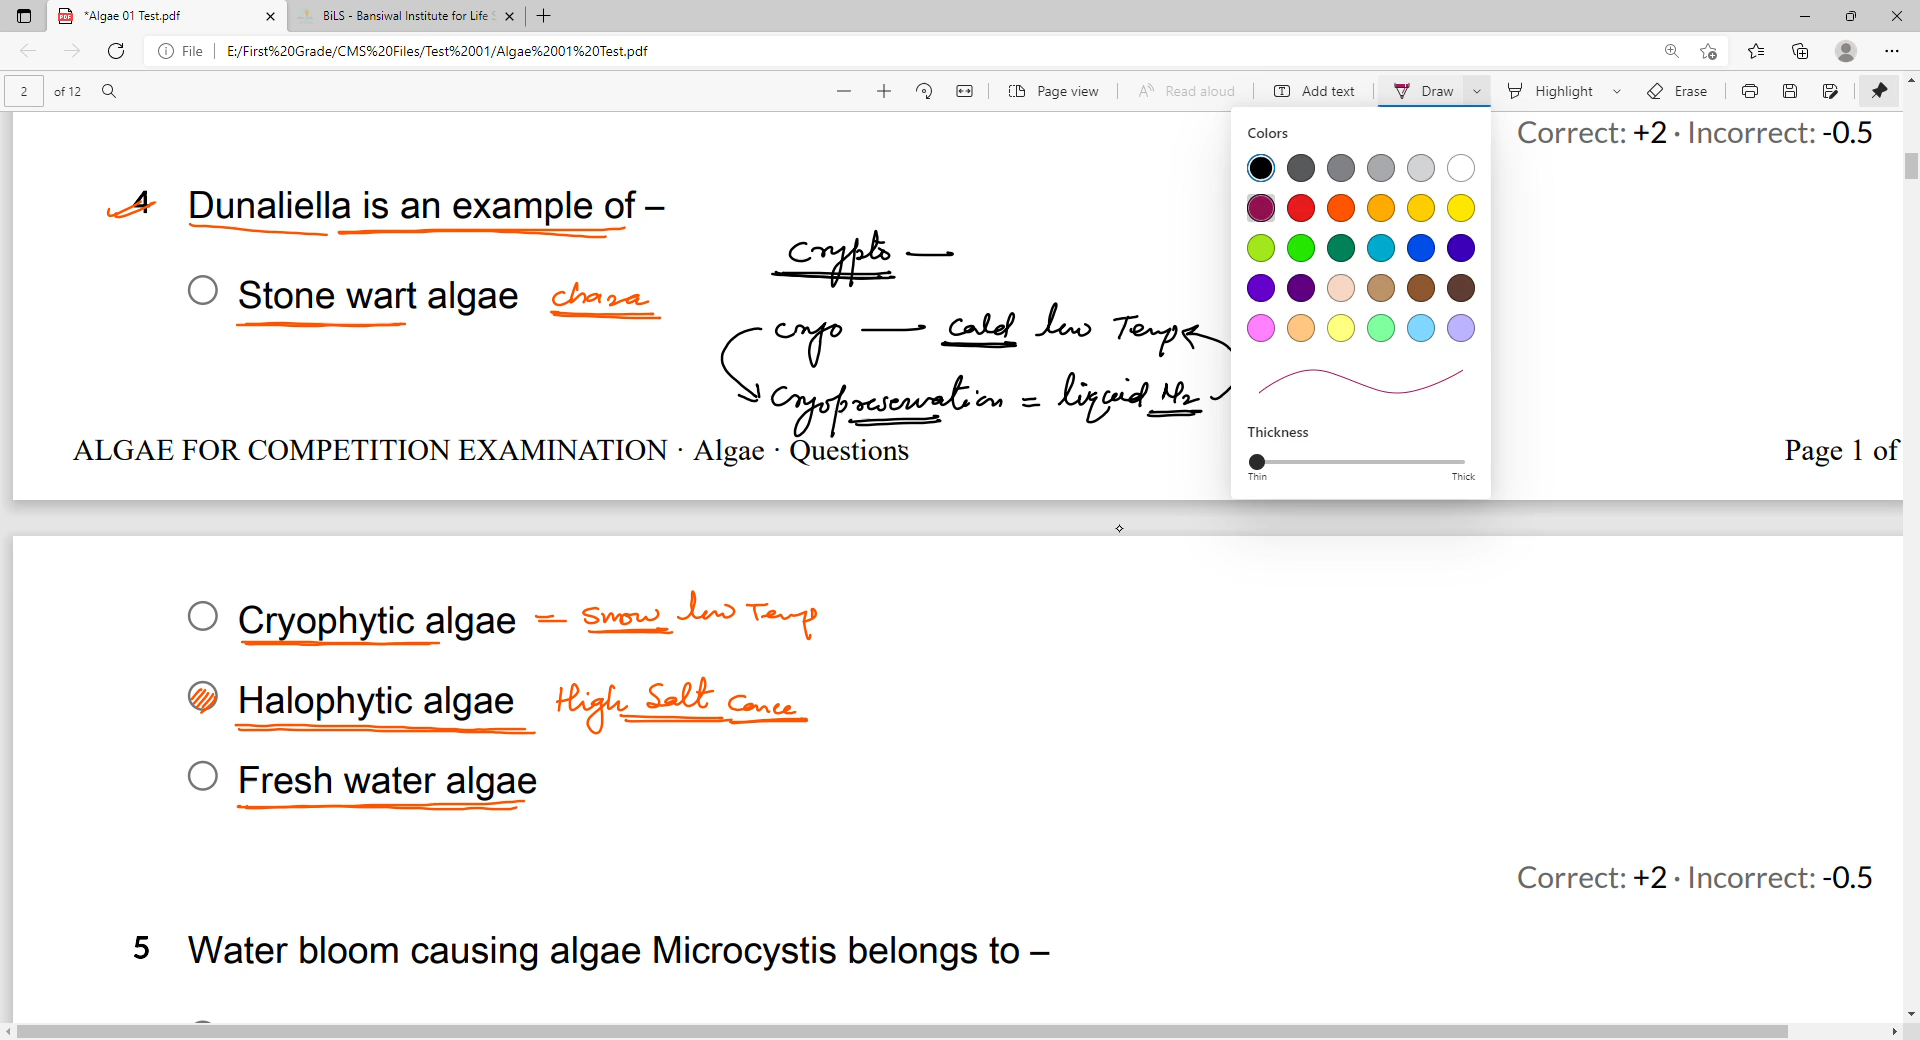 *Algae 01 Test.pdf
BiLS - Bansiwal Institute for Life S
File
E:/First%20Grade/CMS%20Files/Test%2001/Algae%2001%20Test.pdf
2 of 12
Page view
Read aloud
Add text
Draw
Highlight
Erase
Colors
Thickness
Thin Thick
Correct: +2 · Incorrect: -0.5
4 Dunaliella is an example of –
crypto —
Stone wart algae chara
cryo — cold low Temp
cryopreservation = liquid N2
ALGAE FOR COMPETITION EXAMINATION · Algae · Questions
Page 1 of
Cryophytic algae = snow low Temp
Halophytic algae High Salt conce
Fresh water algae
Correct: +2 · Incorrect: -0.5
5 Water bloom causing algae Microcystis belongs to –